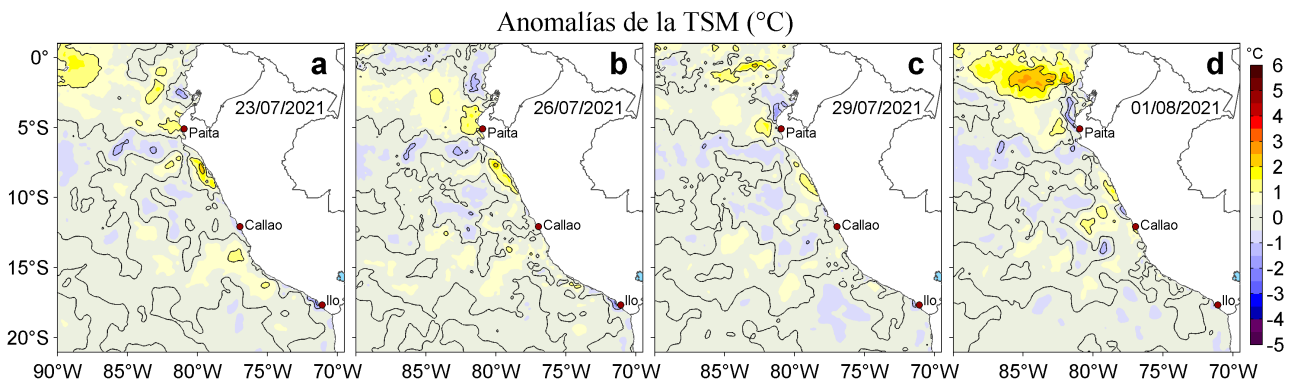 Anomalías de la TSM (°C)
a b c d
23/07/2021 26/07/2021 29/07/2021 01/08/2021
Paita Paita Paita Paita
Callao Callao Callao Callao
Ilo Ilo Ilo Ilo
0°
5°S
10°S
15°S
20°S
90°W 85°W 80°W 75°W 70°W 85°W 80°W 75°W 70°W 85°W 80°W 75°W 70°W 85°W 80°W 75°W 70°W
°C
6
5
4
3
2
1
0
-1
-2
-3
-4
-5